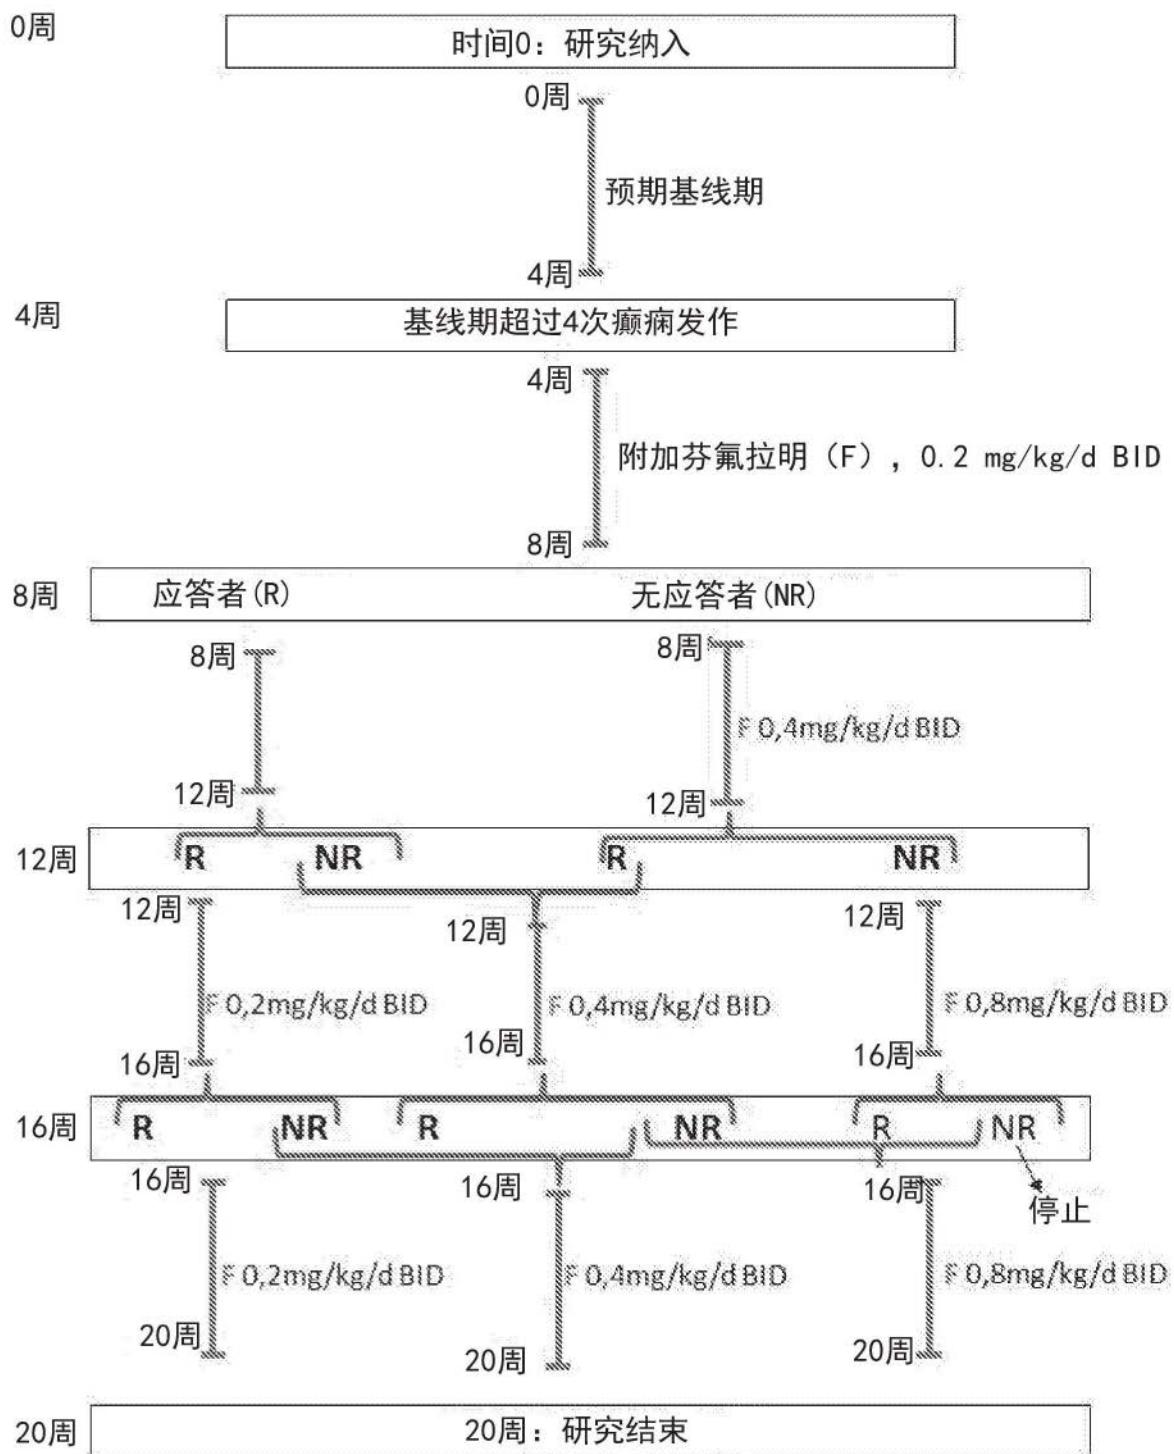 0周
时间0：研究纳入
0周
预期基线期
4周
4周
基线期超过4次癫痫发作
4周
附加芬氟拉明（F），0.2 mg/kg/d BID
8周
8周
应答者(R)
无应答者(NR)
8周
8周
F 0,4mg/kg/d BID
12周
12周
12周
R
NR
R
NR
12周
12周
12周
F 0,2mg/kg/d BID
F 0,4mg/kg/d BID
F 0,8mg/kg/d BID
16周
16周
16周
16周
R
NR
R
NR
R
NR
16周
16周
16周
停止
F 0,2mg/kg/d BID
F 0,4mg/kg/d BID
F 0,8mg/kg/d BID
20周
20周
20周
20周
20周：研究结束